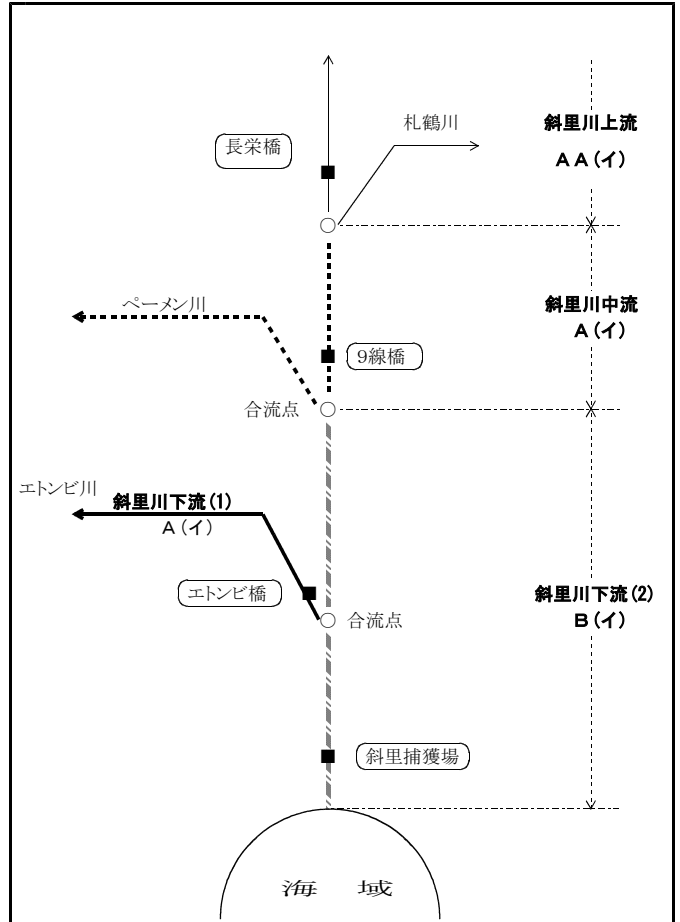 札鶴川
斜里川上流
AA(イ)
長栄橋
ペーメン川
斜里川中流
A(イ)
9線橋
合流点
エトンビ川
斜里川下流(1)
A(イ)
エトンビ橋
斜里川下流(2)
B(イ)
合流点
斜里捕獲場
海 域